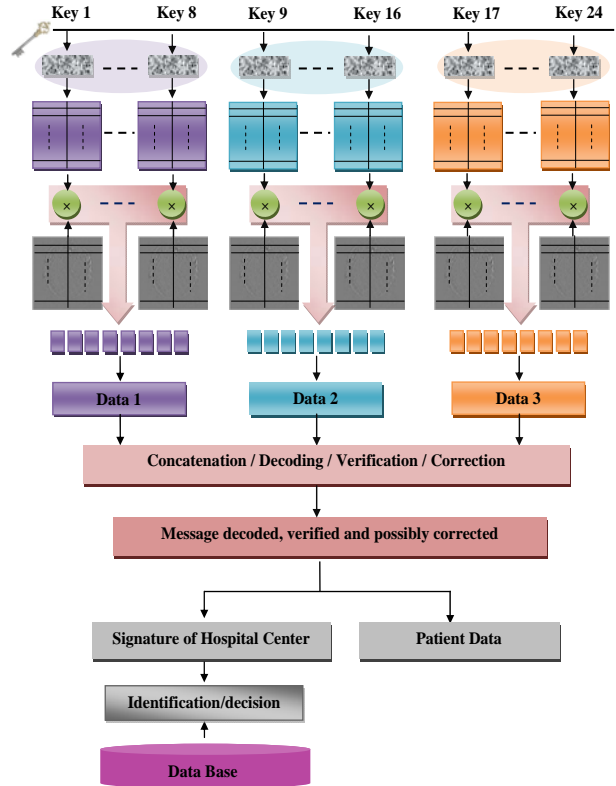 Key 1 Key 8 Key 9 Key 16 Key 17 Key 24
× × × × × ×
Data 1 Data 2 Data 3
Concatenation / Decoding / Verification / Correction
Message decoded, verified and possibly corrected
Signature of Hospital Center Patient Data
Identification/decision
Data Base